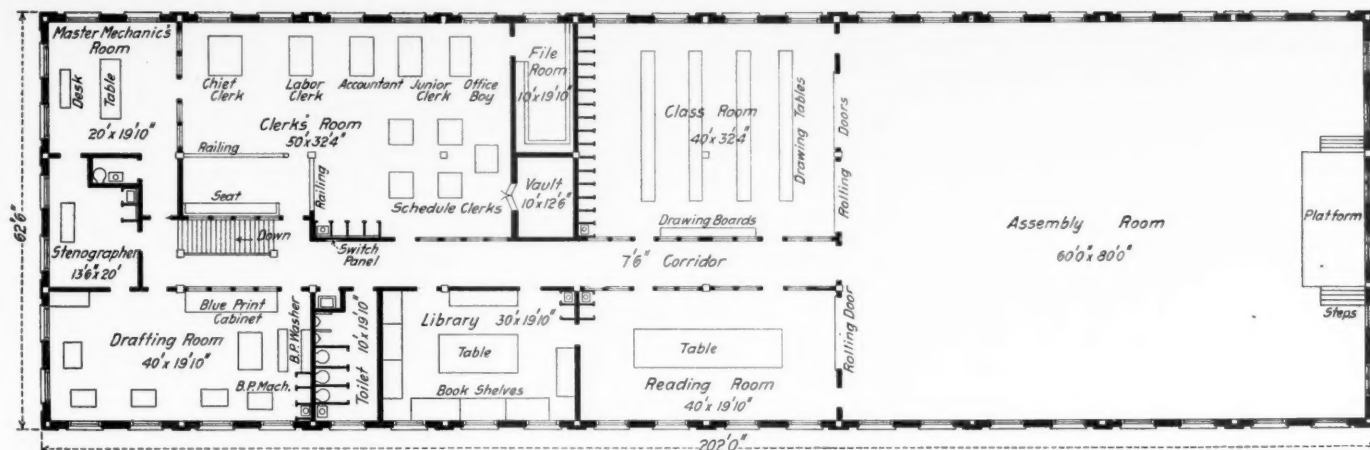 Master Mechanic's
Room
Desk
Table
20'x 19'10"
Chief
Clerk
Labor
Clerk
Accountant
Junior
Clerk
Office
Boy
Clerks' Room
50'x 32'4"
Railing
Railing
Seat
Down
Schedule Clerks
Switch
Panel
File
Room
10'x19'10"
Vault
10'x12'6"
Class Room
40'x 32'4"
Drawing Tables
Drawing Boards
Rolling Doors
Assembly Room
60'0"x 80'0"
Platform
Steps
62'6"
Stenographer
13'6"x 20'
7'6" Corridor
Blue Print
Cabinet
Drafting Room
40'x 19'10"
B.P. Washer
B.P. Mach.
Toilet 10'x 19'10"
Library 30'x 19'10"
Table
Book Shelves
Table
Reading Room
40'x 19'10"
Rolling Door
202'0"